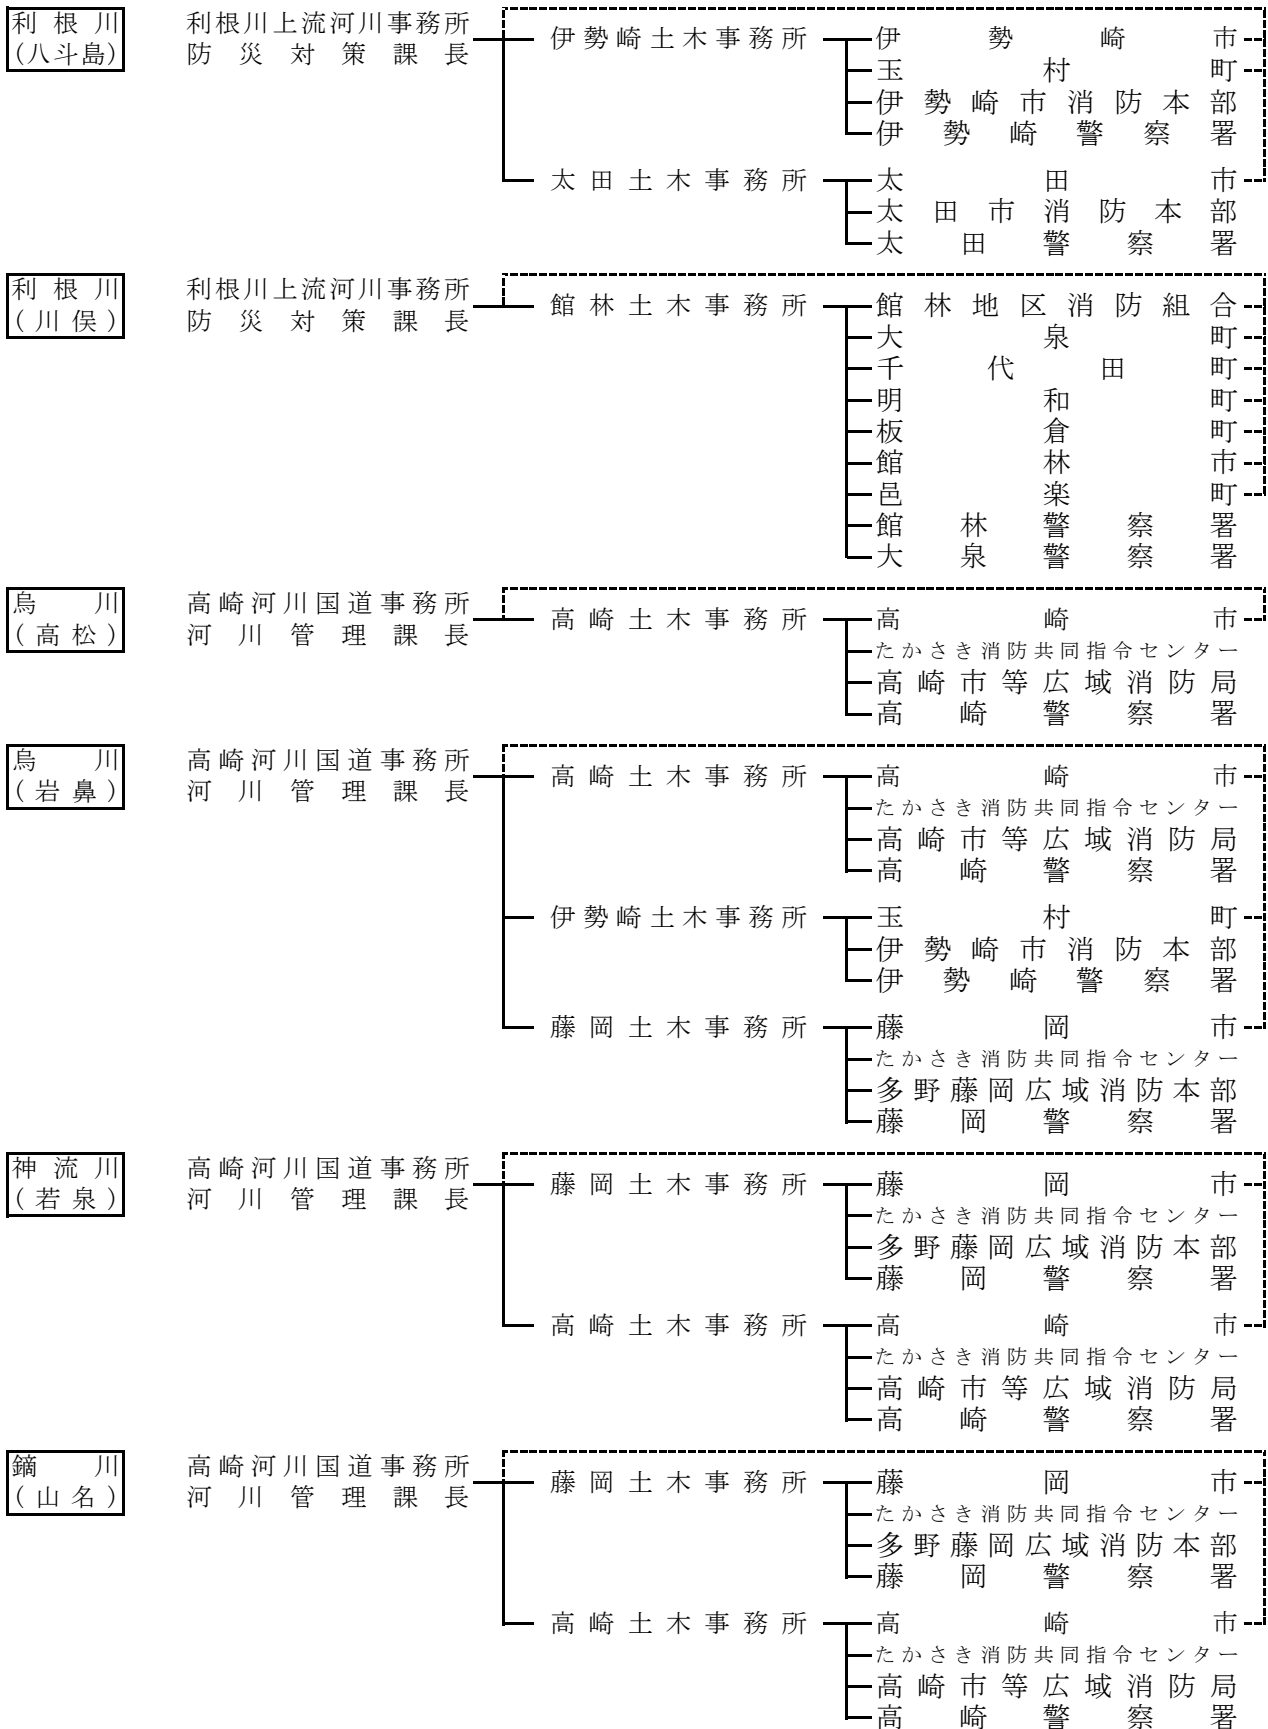 利根川 利根川上流河川事務所
(八斗島) 防災対策課長 伊勢崎土木事務所 伊勢崎市
玉村町
伊勢崎市消防本部
伊勢崎警察署
太田土木事務所 太田市
太田市消防本部
太田警察署
利根川 利根川上流河川事務所
(川俣) 防災対策課長 館林土木事務所 館林地区消防組合
大泉町
千代田町
明和町
板倉町
館林市
邑楽町
館林警察署
大泉警察署
烏川 高崎河川国道事務所
(高松) 河川管理課長 高崎土木事務所 高崎市
たかさき消防共同指令センター
高崎市等広域消防局
高崎警察署
烏川 高崎河川国道事務所
(岩鼻) 河川管理課長 高崎土木事務所 高崎市
たかさき消防共同指令センター
高崎市等広域消防局
高崎警察署
伊勢崎土木事務所 玉村町
伊勢崎市消防本部
伊勢崎警察署
藤岡土木事務所 藤岡市
たかさき消防共同指令センター
多野藤岡広域消防本部
藤岡警察署
神流川 高崎河川国道事務所
(若泉) 河川管理課長 藤岡土木事務所 藤岡市
たかさき消防共同指令センター
多野藤岡広域消防本部
藤岡警察署
高崎土木事務所 高崎市
たかさき消防共同指令センター
高崎市等広域消防局
高崎警察署
鏑川 高崎河川国道事務所
(山名) 河川管理課長 藤岡土木事務所 藤岡市
たかさき消防共同指令センター
多野藤岡広域消防本部
藤岡警察署
高崎土木事務所 高崎市
たかさき消防共同指令センター
高崎市等広域消防局
高崎警察署